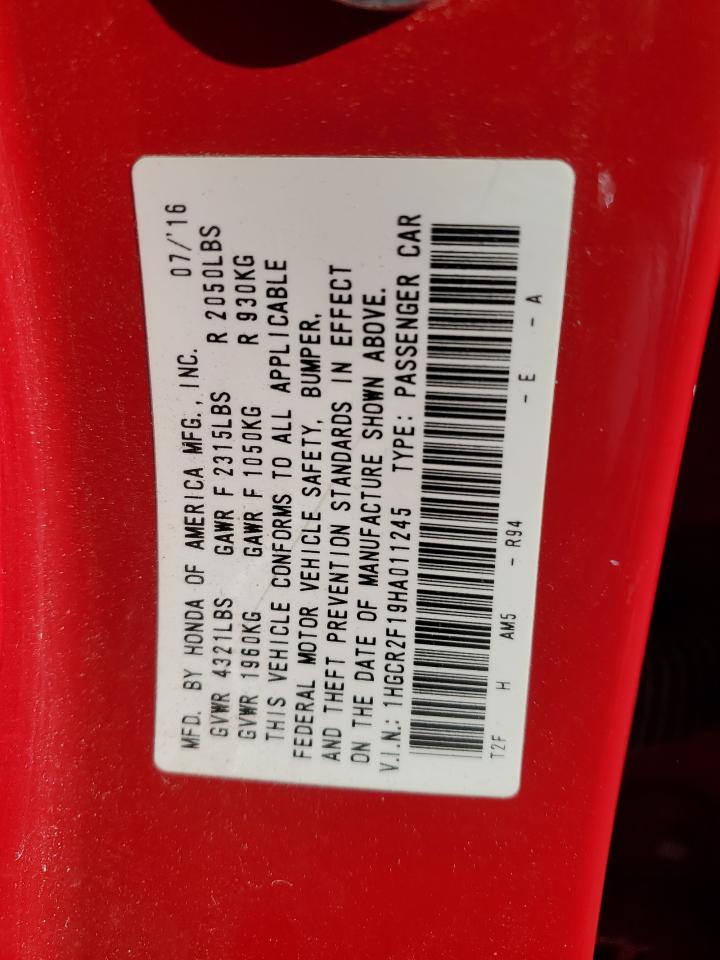 MFD. BY HONDA OF AMERICA MFG., INC. 07/'16
GVWR 4321LBS GAWR F 2315LBS R 2050LBS
GVWR 1960KG GAWR F 1050KG R 930KG
THIS VEHICLE CONFORMS TO ALL APPLICABLE
FEDERAL MOTOR VEHICLE SAFETY, BUMPER,
AND THEFT PREVENTION STANDARDS IN EFFECT
ON THE DATE OF MANUFACTURE SHOWN ABOVE.
V.I.N.: 1HGCR2F19HA011245 TYPE: PASSENGER CAR
T2F H AM5 - R94 - E - A